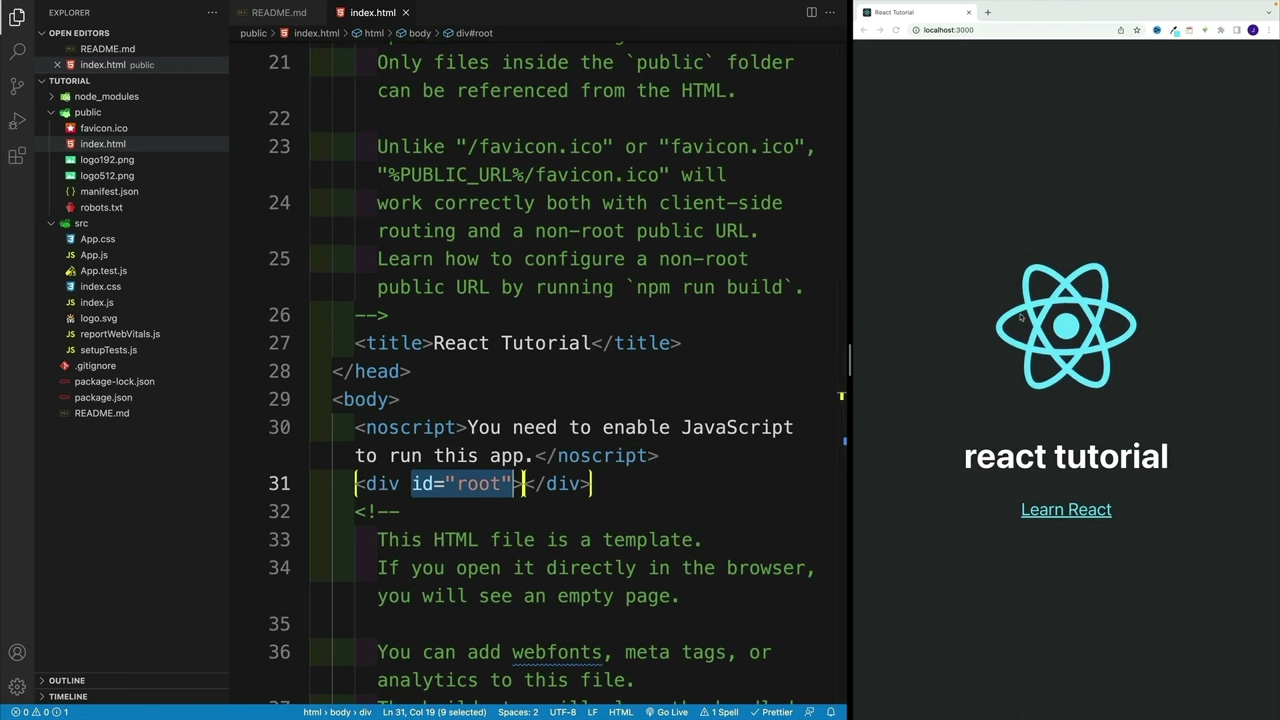 EXPLORER
OPEN EDITORS
README.md
index.html public
TUTORIAL
node_modules
public
favicon.ico
index.html
logo192.png
logo512.png
manifest.json
robots.txt
src
App.css
App.js
App.test.js
index.css
index.js
logo.svg
reportWebVitals.js
setupTests.js
.gitignore
package-lock.json
package.json
README.md
OUTLINE
TIMELINE
README.md index.html
public > index.html > html > body > div#root
21 Only files inside the `public` folder
can be referenced from the HTML.
22
23 Unlike "/favicon.ico" or "favicon.ico",
"%PUBLIC_URL%/favicon.ico" will
24 work correctly both with client-side
routing and a non-root public URL.
25 Learn how to configure a non-root
public URL by running `npm run build`.
26 -->
27 <title>React Tutorial</title>
28 </head>
29 <body>
30 <noscript>You need to enable JavaScript
to run this app.</noscript>
31 <div id="root"></div>
32 <!--
33 This HTML file is a template.
34 If you open it directly in the browser,
you will see an empty page.
35
36 You can add webfonts, meta tags, or
analytics to this file.
0 0 1 html > body > div Ln 31, Col 19 (9 selected) Spaces: 2 UTF-8 LF HTML Go Live 1 Spell Prettier
React Tutorial
localhost:3000
J
react tutorial
Learn React